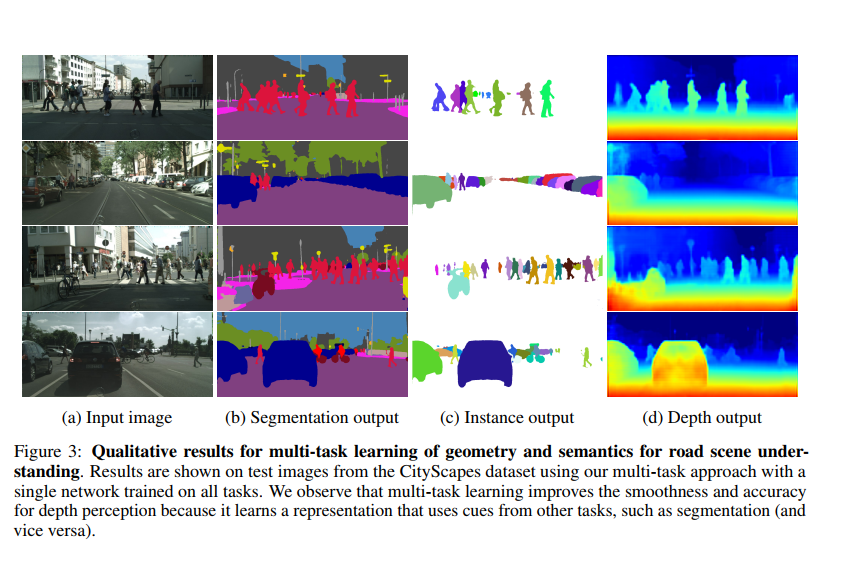 (a) Input image
(b) Segmentation output
(c) Instance output
(d) Depth output
Figure 3: Qualitative results for multi-task learning of geometry and semantics for road scene under-
standing. Results are shown on test images from the CityScapes dataset using our multi-task approach with a
single network trained on all tasks. We observe that multi-task learning improves the smoothness and accuracy
for depth perception because it learns a representation that uses cues from other tasks, such as segmentation (and
vice versa).